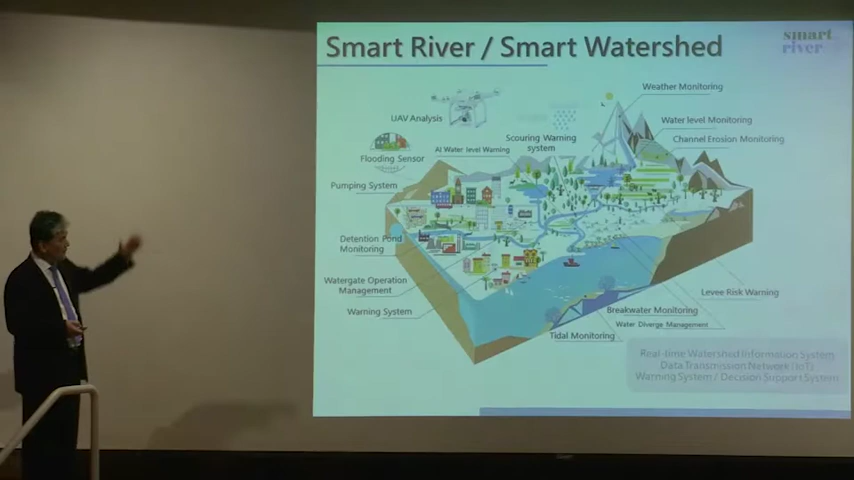 Smart River / Smart Watershed
smart
river
Weather Monitoring
UAV Analysis
Water level Monitoring
Scouring Warning
system
Channel Erosion Monitoring
AI Water level Warning
Flooding Sensor
Pumping System
Detention Pond
Monitoring
Watergate Operation
Management
Levee Risk Warning
Warning System
Breakwater Monitoring
Water Diverge Management
Tidal Monitoring
Real-time Watershed Information System
Data Transmission Network (IoT)
Warning System / Decision Support System